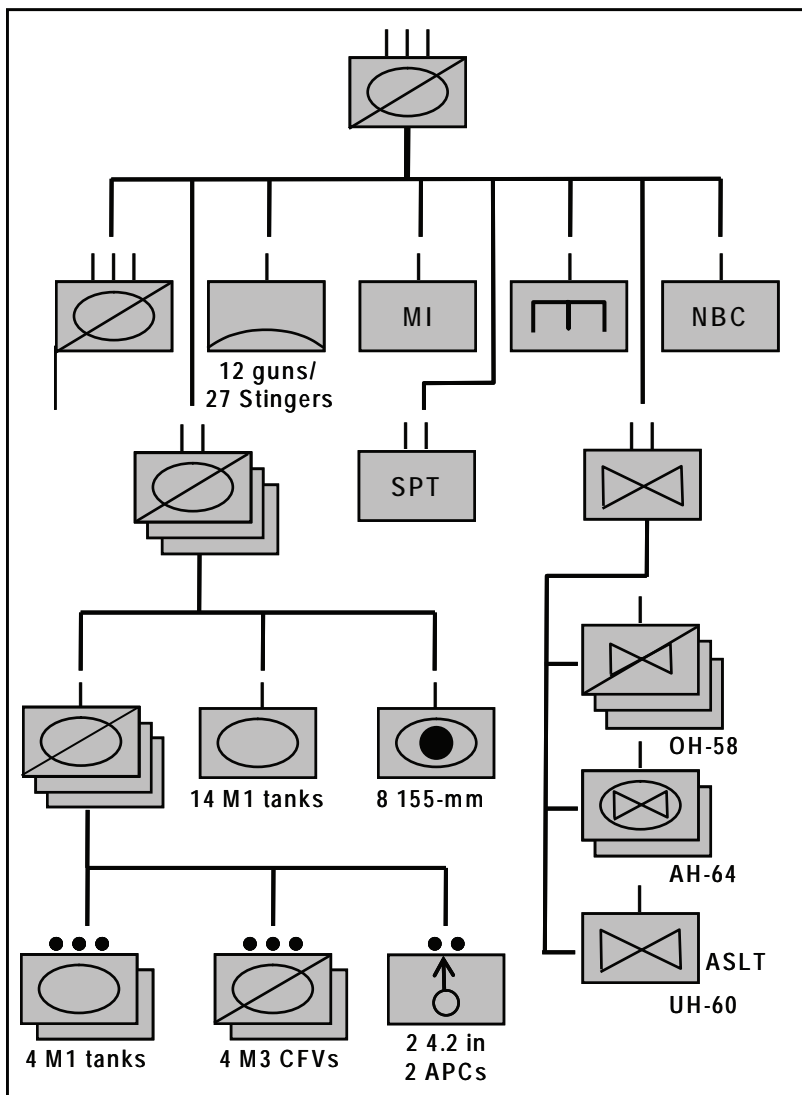 MI
NBC
12 guns/
27 Stingers
SPT
OH-58
14 M1 tanks
8 155-mm
AH-64
ASLT
UH-60
4 M1 tanks
4 M3 CFVs
2 4.2 in
2 APCs